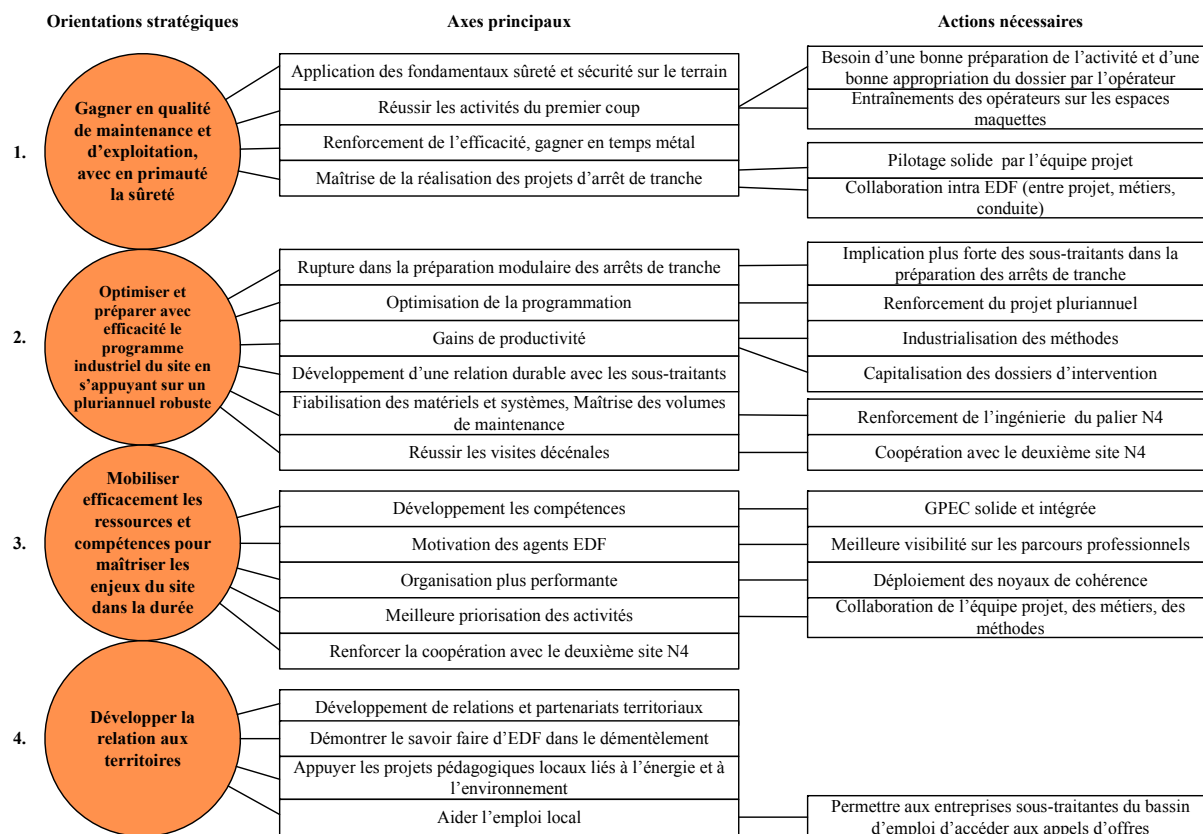 Orientations stratégiques
Axes principaux
Actions nécessaires
1.
Gagner en qualité
de maintenance et
d'exploitation,
avec en primauté
la sûreté
Application des fondamentaux sûreté et sécurité sur le terrain
Réussir les activités du premier coup
Renforcement de l'efficacité, gagner en temps métal
Maîtrise de la réalisation des projets d'arrêt de tranche
Besoin d'une bonne préparation de l'activité et d'une
bonne appropriation du dossier par l'opérateur
Entraînements des opérateurs sur les espaces
maquettes
Pilotage solide par l'équipe projet
Collaboration intra EDF (entre projet, métiers,
conduite)
2.
Optimiser et
préparer avec
efficacité le
programme
industriel du site en
s'appuyant sur un
pluriannuel robuste
Rupture dans la préparation modulaire des arrêts de tranche
Optimisation de la programmation
Gains de productivité
Développement d'une relation durable avec les sous-traitants
Fiabilisation des matériels et systèmes, Maîtrise des volumes
de maintenance
Réussir les visites décénales
Implication plus forte des sous-traitants dans la
préparation des arrêts de tranche
Renforcement du projet pluriannuel
Industrialisation des méthodes
Capitalisation des dossiers d'intervention
Renforcement de l'ingénierie du palier N4
Coopération avec le deuxième site N4
3.
Mobiliser
efficacement les
ressources et
compétences pour
maîtriser les
enjeux du site
dans la durée
Développement les compétences
Motivation des agents EDF
Organisation plus performante
Meilleure priorisation des activités
Renforcer la coopération avec le deuxième site N4
GPEC solide et intégrée
Meilleure visibilité sur les parcours professionnels
Déploiement des noyaux de cohérence
Collaboration de l'équipe projet, des métiers, des
méthodes
4.
Développer la
relation aux
territoires
Développement de relations et partenariats territoriaux
Démontrer le savoir faire d'EDF dans le démentèlement
Appuyer les projets pédagogiques locaux liés à l'énergie et à
l'environnement
Aider l'emploi local
Permettre aux entreprises sous-traitantes du bassin
d'emploi d'accéder aux appels d'offres